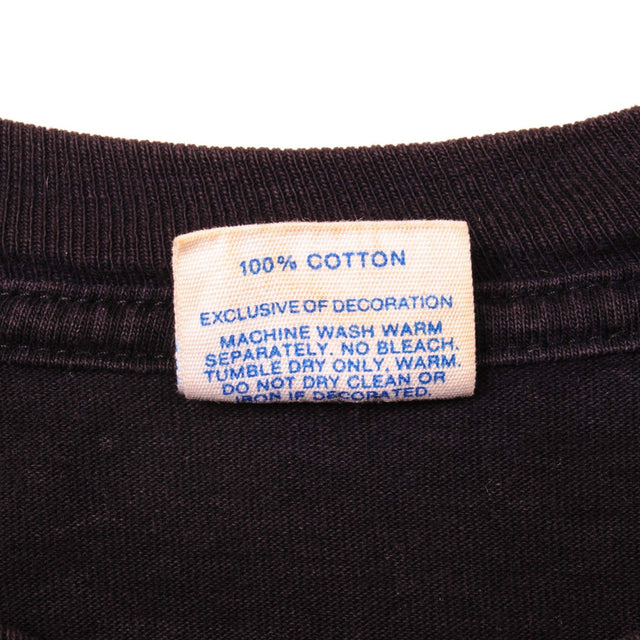 100% COTTON
EXCLUSIVE OF DECORATION
MACHINE WASH WARM
SEPARATELY. NO BLEACH.
TUMBLE DRY ONLY. WARM.
DO NOT DRY CLEAN OR
IRON IF DECORATED.